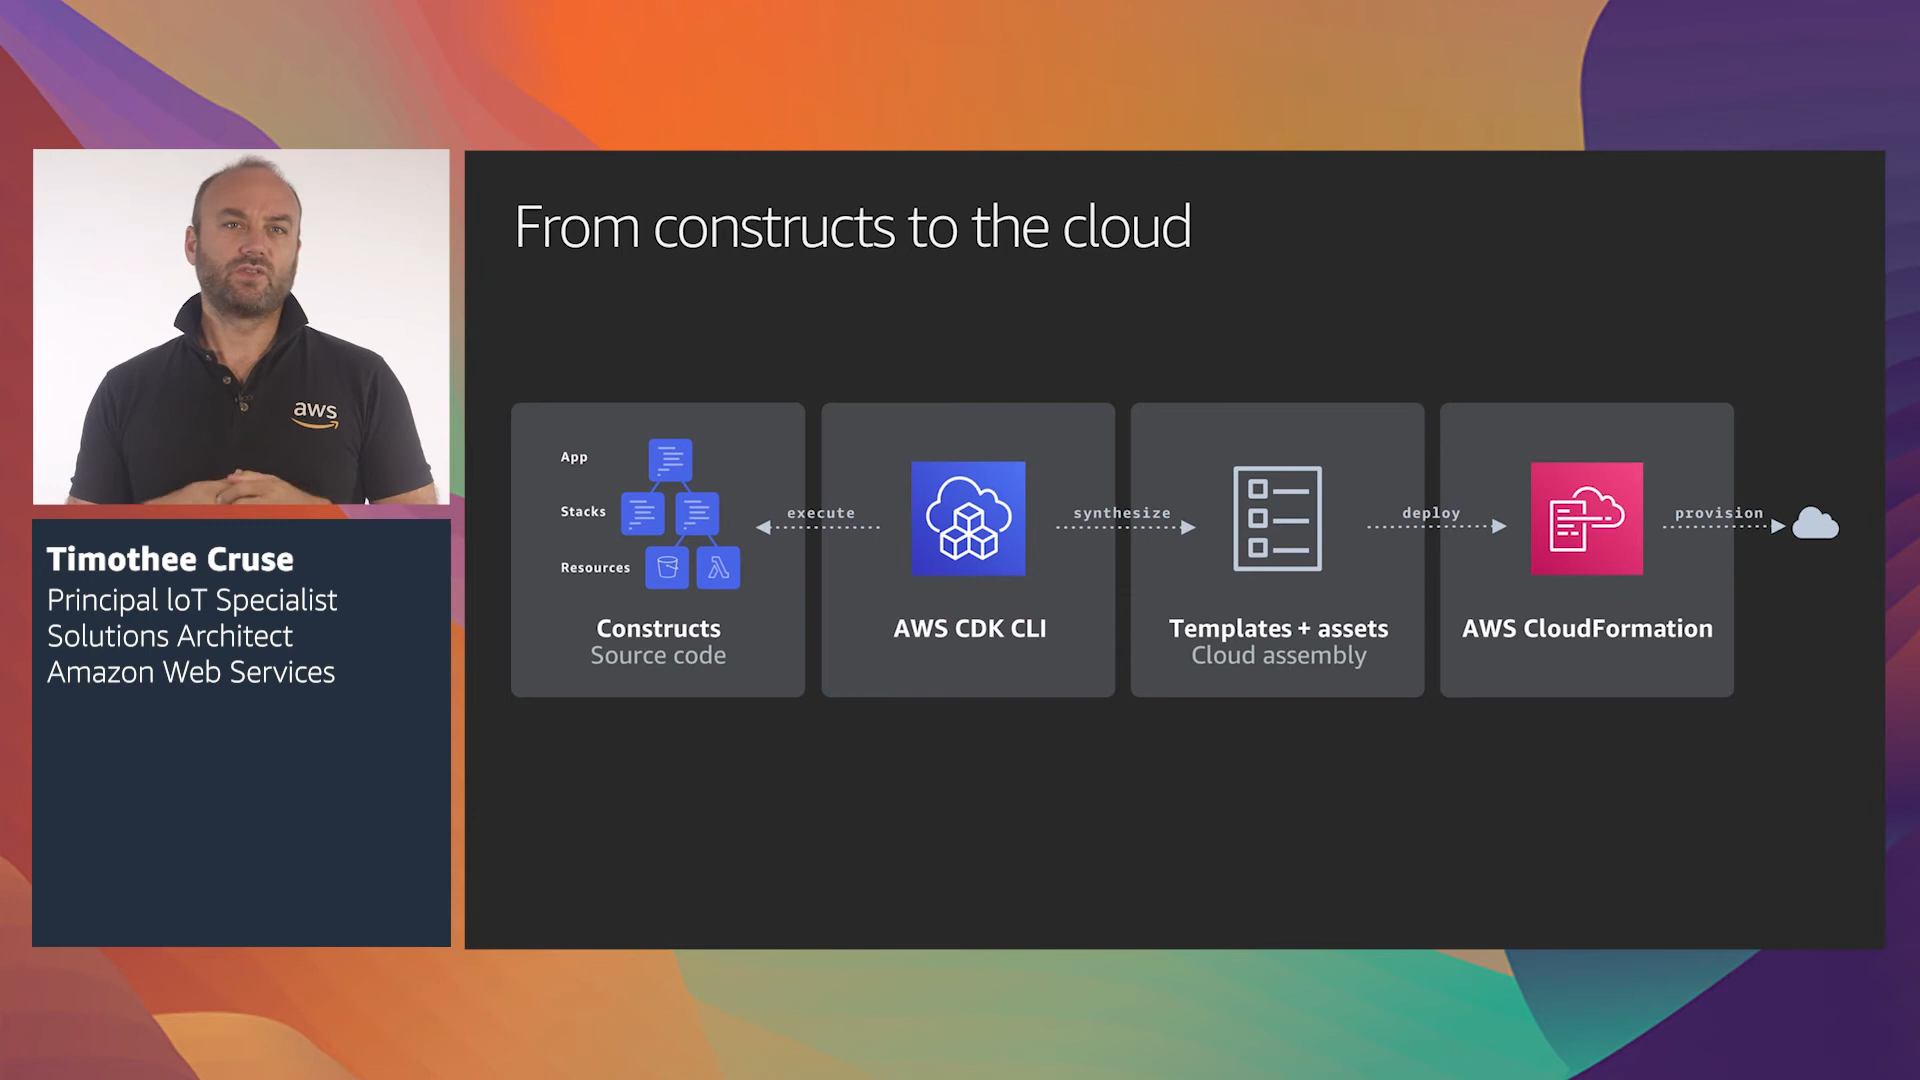 From constructs to the cloud
aws
Timothee Cruse
Principal IoT Specialist
Solutions Architect
Amazon Web Services
App
Stacks
Resources
Constructs
Source code
execute
AWS CDK CLI
synthesize
Templates + assets
Cloud assembly
deploy
AWS CloudFormation
provision